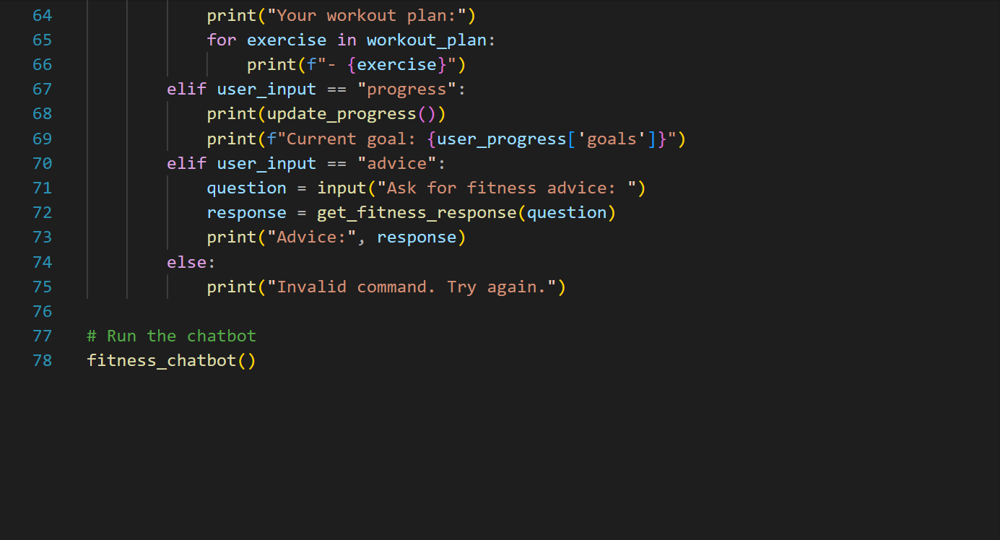 64 print("Your workout plan:")
65 for exercise in workout_plan:
66 print(f"- {exercise}")
67 elif user_input == "progress":
68 print(update_progress())
69 print(f"Current goal: {user_progress['goals']}")
70 elif user_input == "advice":
71 question = input("Ask for fitness advice: ")
72 response = get_fitness_response(question)
73 print("Advice:", response)
74 else:
75 print("Invalid command. Try again.")
76
77 # Run the chatbot
78 fitness_chatbot()